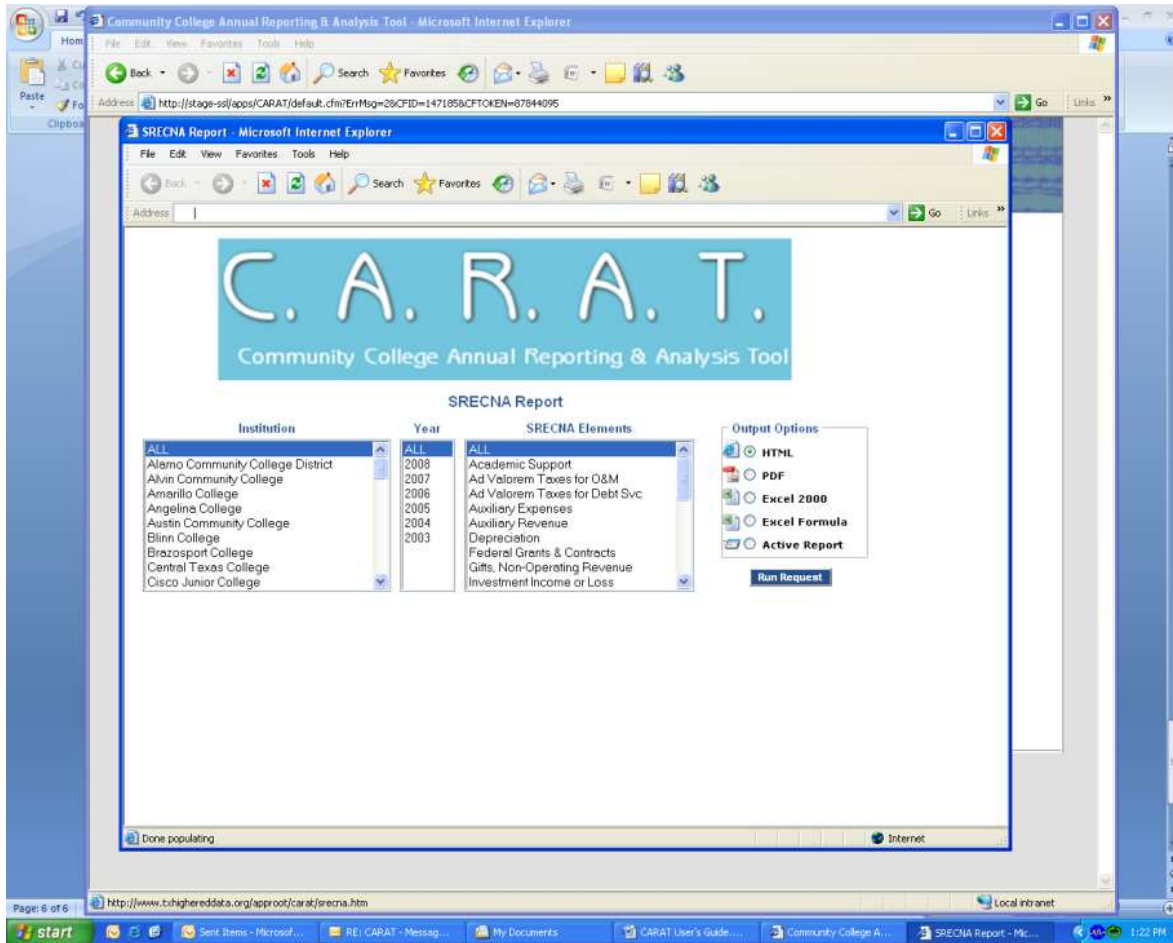 Community College Annual Reporting & Analysis Tool - Microsoft Internet Explorer
Hom
File Edit View Favorites Tools Help
Paste
Back Search Favorites
Address http://stage-ssl/apps/CARAT/default.cfm?ErrMsg=28CFID=1471858CFTOKEN=87844095 Go Links »
Clipboa
SRECNA Report - Microsoft Internet Explorer
File Edit View Favorites Tools Help
Back Search Favorites
Address Go Links »
C. A. R. A. T.
Community College Annual Reporting & Analysis Tool
SRECNA Report
Institution Year SRECNA Elements Output Options
ALL ALL ALL HTML
Alamo Community College District 2008 Academic Support PDF
Alvin Community College 2007 Ad Valorem Taxes for O&M
Amarillo College 2006 Ad Valorem Taxes for Debt Svc Excel 2000
Angelina College 2005 Auxiliary Expenses
Austin Community College 2004 Auxiliary Revenue Excel Formula
Blinn College 2003 Depreciation
Brazosport College Federal Grants & Contracts Active Report
Central Texas College Gifts, Non-Operating Revenue
Cisco Junior College Investment Income or Loss
Run Request
Done populating Internet
http://www.txhighereddata.org/approot/carat/srecna.htm Local intranet
Page: 6 of 6
start Sent Items - Microsof... RE: CARAT - Messag... My Documents CARAT User's Guide.... Community College A... SRECNA Report - Mic... 1:22 PM